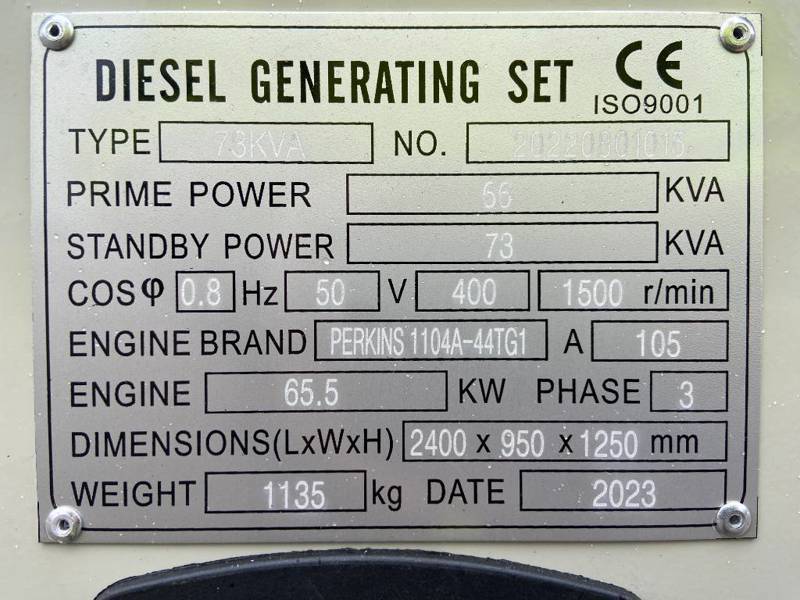 DIESEL GENERATING SET CE
ISO9001
TYPE 73KVA NO.
PRIME POWER 66 KVA
STANDBY POWER 73 KVA
COSφ 0.8 Hz 50 V 400 1500 r/min
ENGINE BRAND PERKINS 1104A-44TG1 A 105
ENGINE 65.5 KW PHASE 3
DIMENSIONS(LxWxH) 2400 x 950 x 1250 mm
WEIGHT 1135 kg DATE 2023